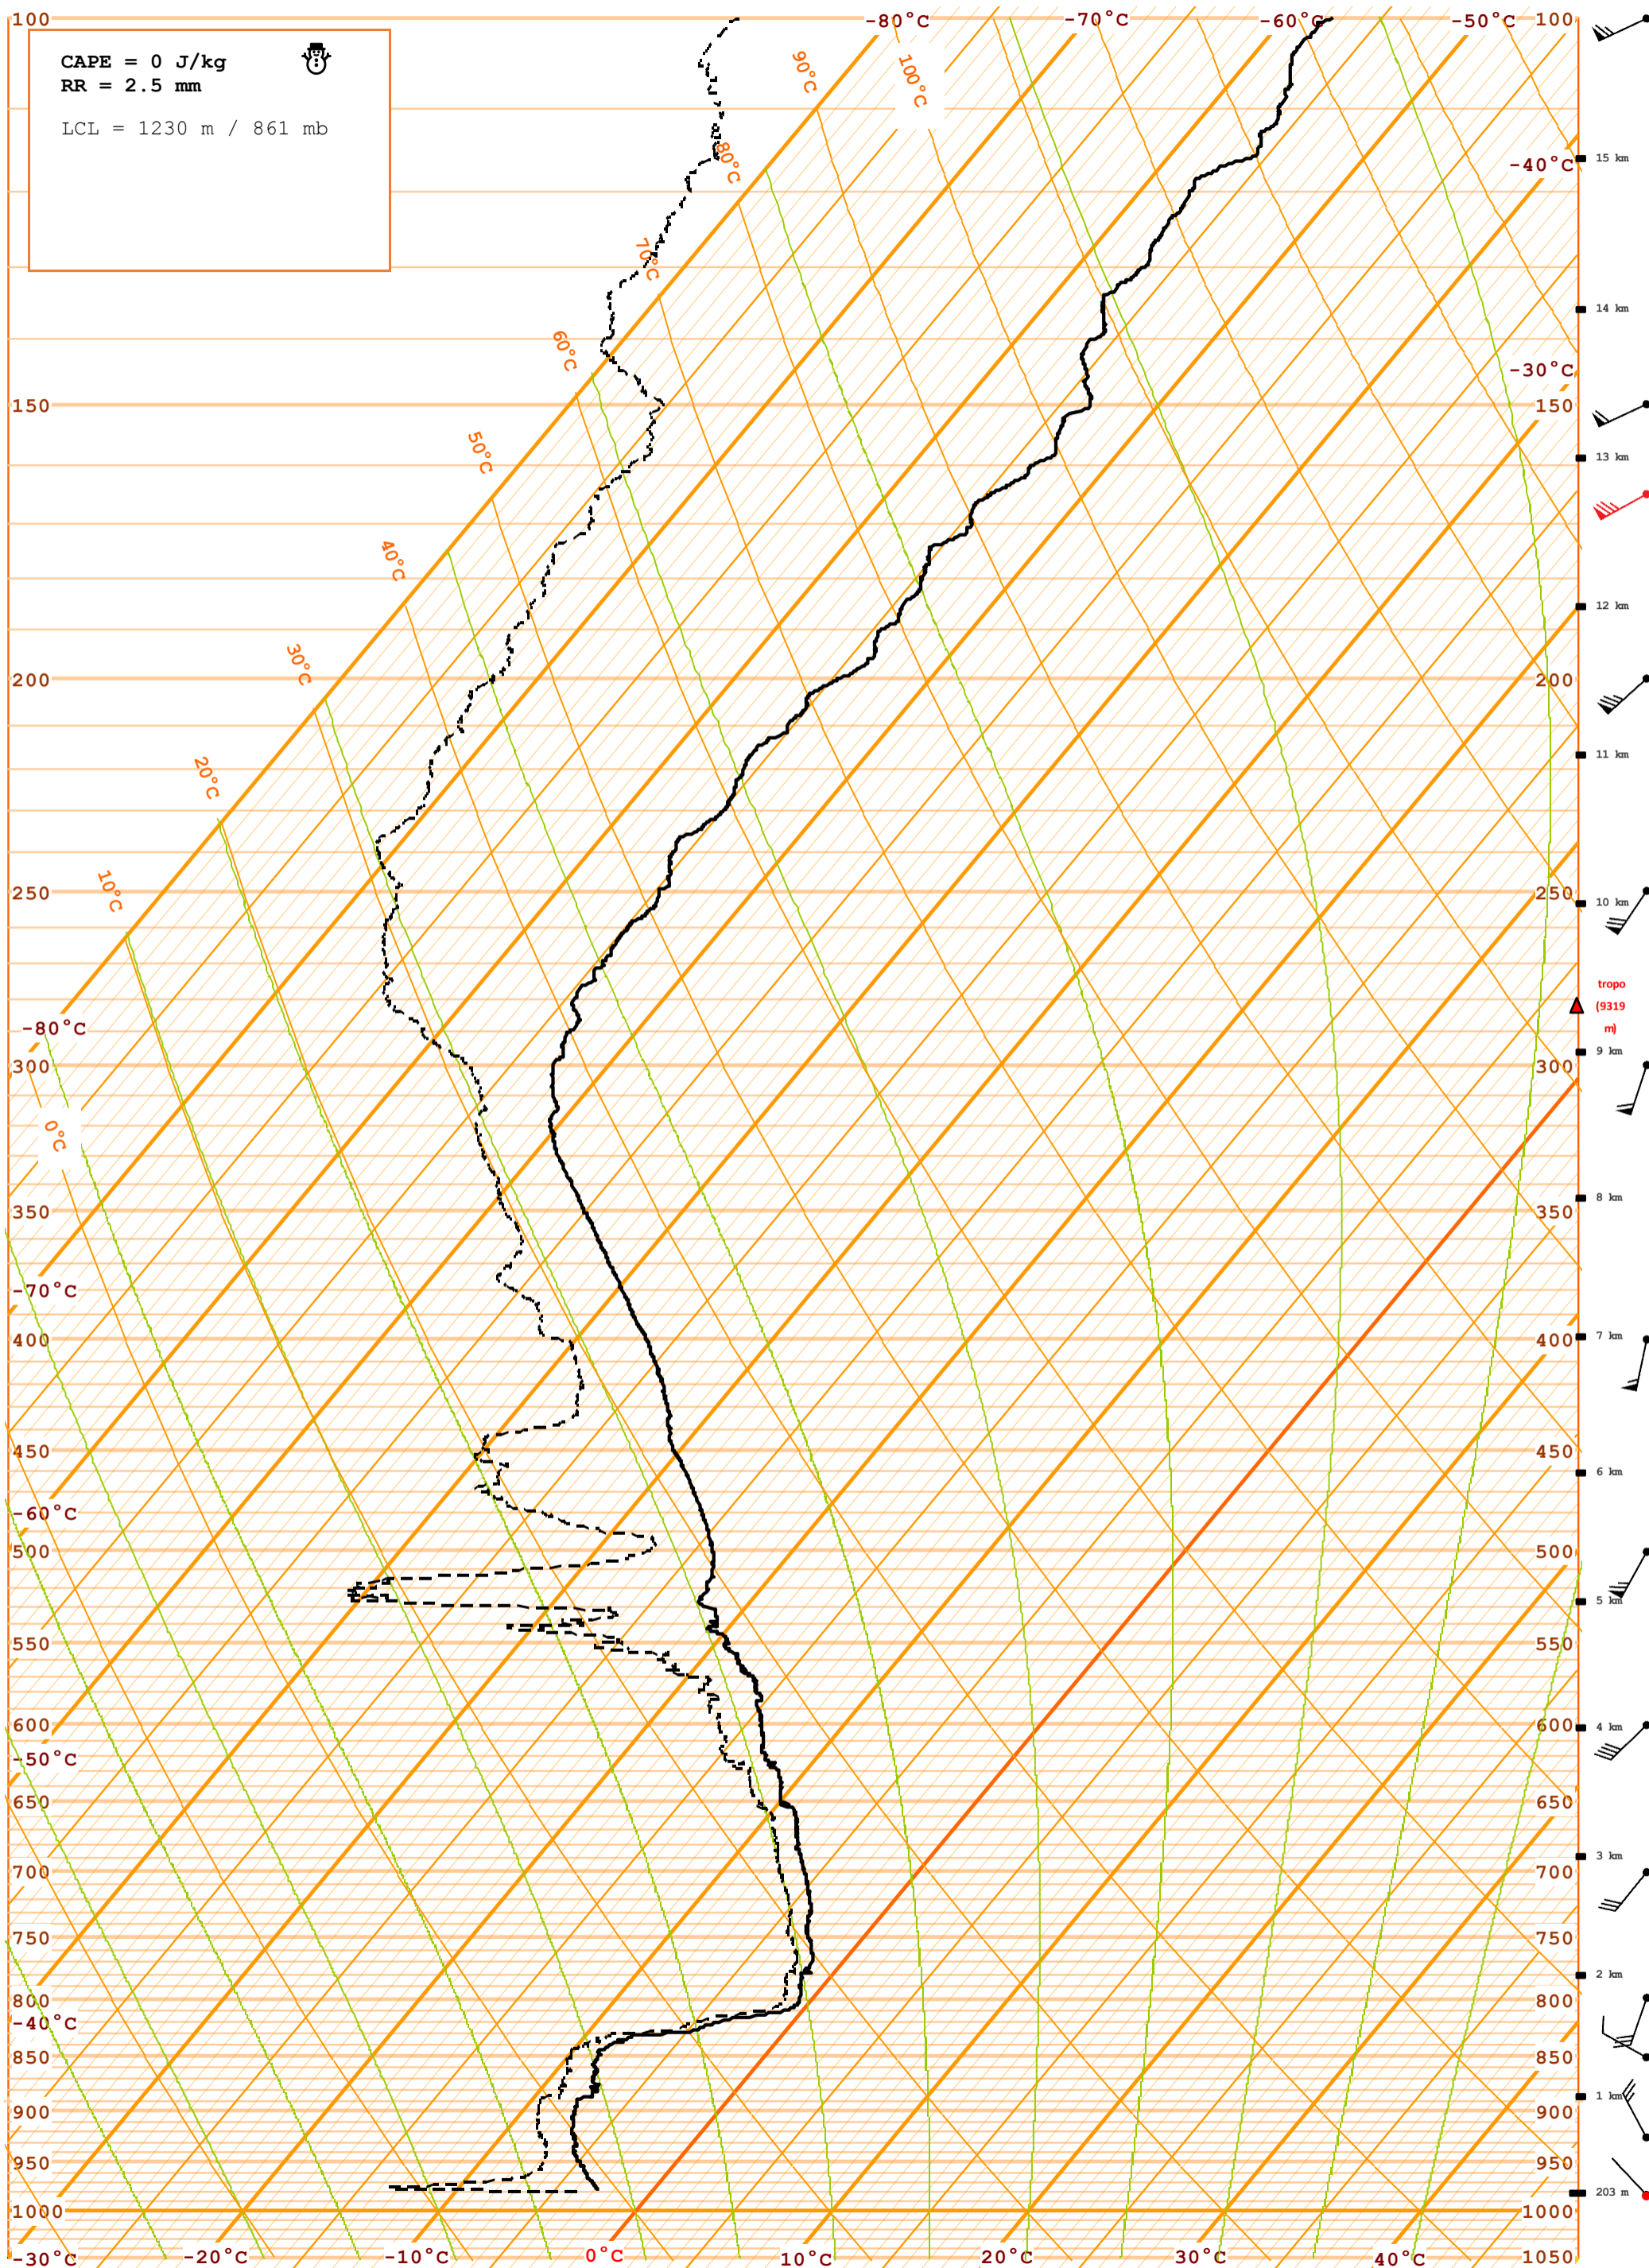 100 -80°C -70°C -60°C -50°C 100
CAPE = 0 J/kg
RR = 2.5 mm
LCL = 1230 m / 861 mb
90°C 100°C
80°C 15 km
-40°C
70°C
14 km
60°C
-30°C
150 150
50°C 13 km
40°C
12 km
30°C
200 200
20°C 11 km
10°C
250 250
10 km
tropo
(9319
m)
-80°C
9 km
300 300
0°C
8 km
350 350
-70°C
400 400 7 km
450 450
6 km
-60°C
500 500
5 km
550 550
600 600 4 km
-50°C
650 650
700 700 3 km
750 750
2 km
800 800
-40°C
850 850
1 km
900 900
950 950
203 m
1000 1000
-30°C -20°C -10°C 0°C 10°C 20°C 30°C 40°C 1050